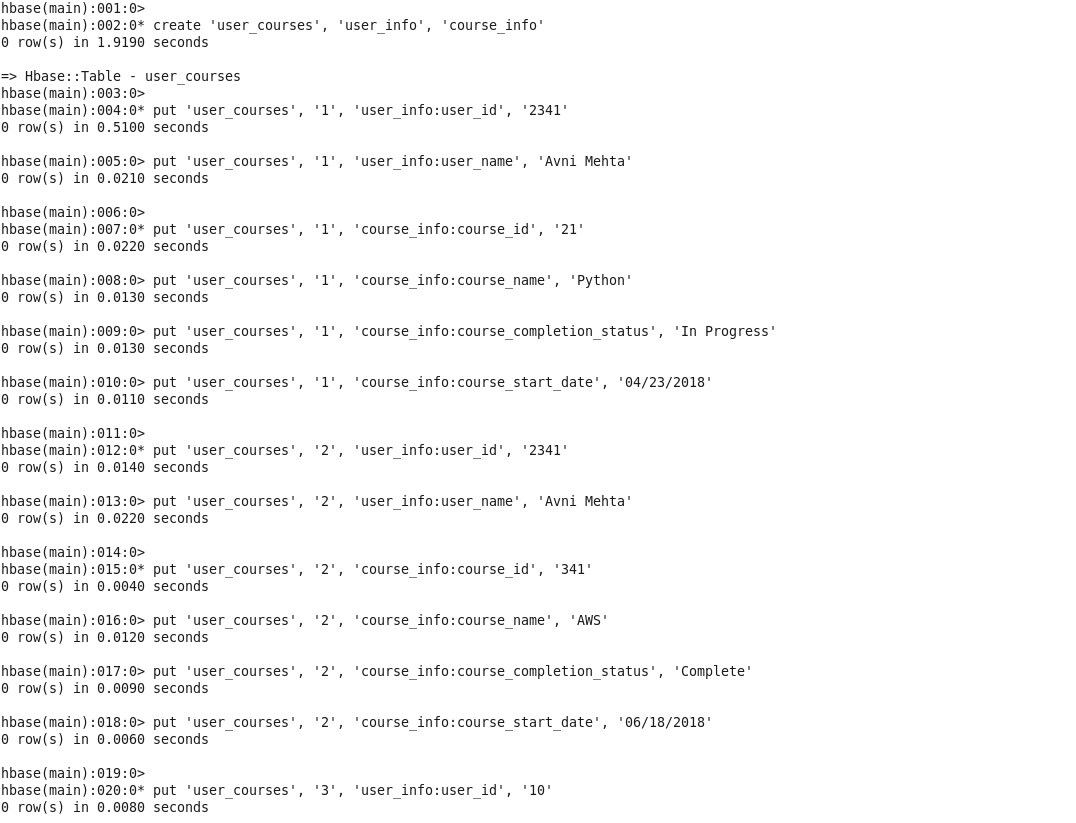 hbase(main):001:0>
hbase(main):002:0* create 'user_courses', 'user_info', 'course_info'
0 row(s) in 1.9190 seconds
=> Hbase::Table - user_courses
hbase(main):003:0>
hbase(main):004:0* put 'user_courses', '1', 'user_info:user_id', '2341'
0 row(s) in 0.5100 seconds
hbase(main):005:0> put 'user_courses', '1', 'user_info:user_name', 'Avni Mehta'
0 row(s) in 0.0210 seconds
hbase(main):006:0>
hbase(main):007:0* put 'user_courses', '1', 'course_info:course_id', '21'
0 row(s) in 0.0220 seconds
hbase(main):008:0> put 'user_courses', '1', 'course_info:course_name', 'Python'
0 row(s) in 0.0130 seconds
hbase(main):009:0> put 'user_courses', '1', 'course_info:course_completion_status', 'In Progress'
0 row(s) in 0.0130 seconds
hbase(main):010:0> put 'user_courses', '1', 'course_info:course_start_date', '04/23/2018'
0 row(s) in 0.0110 seconds
hbase(main):011:0>
hbase(main):012:0* put 'user_courses', '2', 'user_info:user_id', '2341'
0 row(s) in 0.0140 seconds
hbase(main):013:0> put 'user_courses', '2', 'user_info:user_name', 'Avni Mehta'
0 row(s) in 0.0220 seconds
hbase(main):014:0>
hbase(main):015:0* put 'user_courses', '2', 'course_info:course_id', '341'
0 row(s) in 0.0040 seconds
hbase(main):016:0> put 'user_courses', '2', 'course_info:course_name', 'AWS'
0 row(s) in 0.0120 seconds
hbase(main):017:0> put 'user_courses', '2', 'course_info:course_completion_status', 'Complete'
0 row(s) in 0.0090 seconds
hbase(main):018:0> put 'user_courses', '2', 'course_info:course_start_date', '06/18/2018'
0 row(s) in 0.0060 seconds
hbase(main):019:0>
hbase(main):020:0* put 'user_courses', '3', 'user_info:user_id', '10'
0 row(s) in 0.0080 seconds